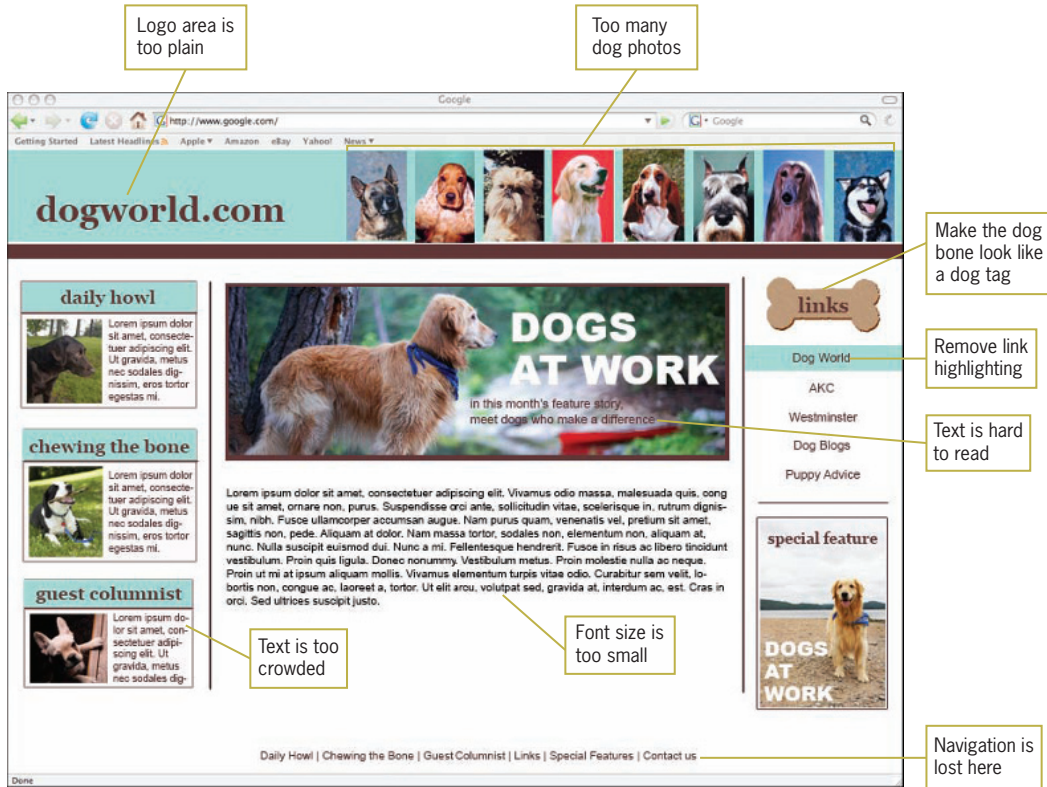 Logo area is
too plain
Too many
dog photos
Google
http://www.google.com/
G Google
Getting Started Latest Headlines Apple Amazon eBay Yahoo! News
dogworld.com
Make the dog
bone look like
a dog tag
daily howl
Lorem ipsum dolor
sit amet, consecte-
tuer adipiscing elit.
Ut gravida, metus
nec sodales dig-
nissim, eros tortor
egestas mi.
DOGS
AT WORK
in this month's feature story,
meet dogs who make a difference
links
Dog World
AKC
Westminster
Dog Blogs
Puppy Advice
Remove link
highlighting
Text is hard
to read
chewing the bone
Lorem ipsum dolor
sit amet, consecte-
tuer adipiscing elit.
Ut gravida, metus
nec sodales dig-
nissim, eros tortor
egestas mi.
Lorem ipsum dolor sit amet, consectetuer adipiscing elit. Vivamus odio massa, malesuada quis, cong
ue sit amet, ornare non, purus. Suspendisse orci ante, sollicitudin vitae, scelerisque in, rutrum dignis-
sim, nibh. Fusce ullamcorper accumsan augue. Nam purus quam, venenatis vel, pretium sit amet,
sagittis non, pede. Aliquam at dolor. Nam massa tortor, sodales non, elementum non, aliquam at,
nunc. Nulla suscipit euismod dui. Nunc a mi. Fellentesque hendrerit. Fusce in risus ac libero tincidunt
vestibulum. Proin quis ligula. Donec nonummy. Vestibulum metus. Proin molestie nulla ac neque.
Proin ut mi at ipsum aliquam mollis. Vivamus elementum turpis vitae odio. Curabitur sem velit, lo-
bortis non, congue ac, laoreet a, tortor. Ut elit arcu, volutpat sed, gravida at, interdum ac, est. Cras in
orci. Sed ultrices suscipit justo.
special feature
DOGS
AT
WORK
guest columnist
Lorem ipsum do-
lor sit amet, con-
sectetuer adipi-
scing elit. Ut
gravida, metus
nec sodales dig-
Text is too
crowded
Font size is
too small
Daily Howl | Chewing the Bone | Guest Columnist | Links | Special Features | Contact us
Navigation is
lost here
Done